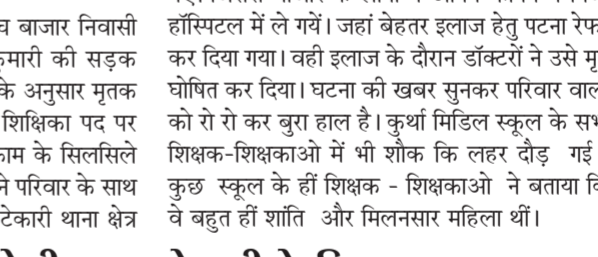 बाजार निवासी
की सड़क
के अनुसार मृतक
शिक्षिका पद पर
के सिलसिले
ने परिवार के साथ
टेकारी थाना क्षेत्र
हॉस्पिटल में ले गयें। जहां बेहतर इलाज हेतु पटना
कर दिया गया। वही इलाज के दौरान डॉक्टरों ने उसे
घोषित कर दिया। घटना की खबर सुनकर परिवार
को रो रो कर बुरा हाल है। कुर्था मिडिल स्कूल के
शिक्षक-शिक्षकाओ में भी शौक कि लहर दौड़ गई
कुछ स्कूल के हीं शिक्षक - शिक्षकाओ ने बताया
वे बहुत हीं शांति और मिलनसार महिला थीं।